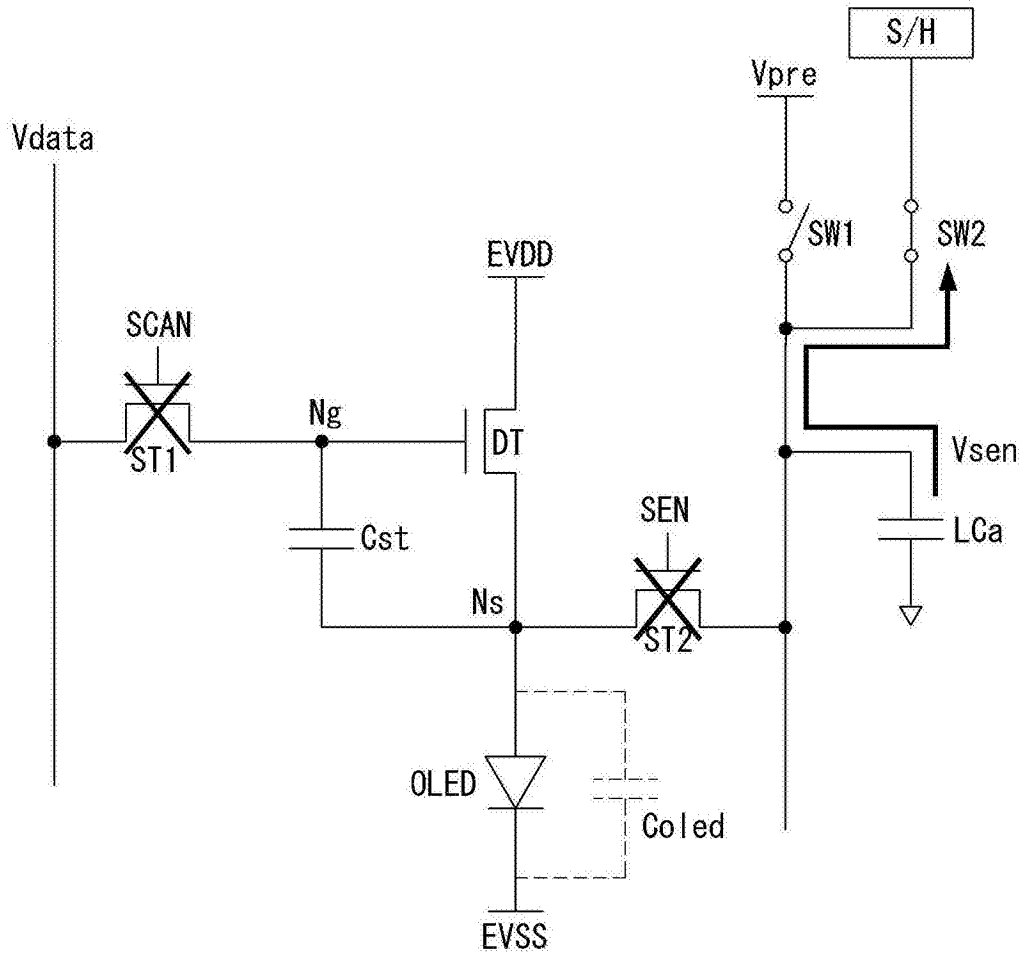 S/H
Vpre
Vdata
SW1
SW2
EVDD
SCAN
Ng
DT
ST1
Vsen
SEN
Cst
LCa
Ns
ST2
OLED
Coled
EVSS